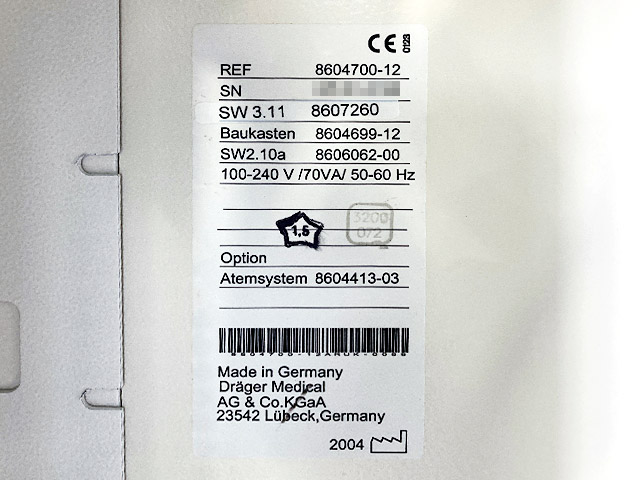 CE 0123
REF 8604700-12
SN
SW 3.11 8607260
Baukasten 8604699-12
SW2.10a 8606062-00
100-240 V /70VA/ 50-60 Hz
1,5
3200
0/2
Option
Atemsystem 8604413-03
Made in Germany
Dräger Medical
AG & Co.KGaA
23542 Lübeck,Germany
2004